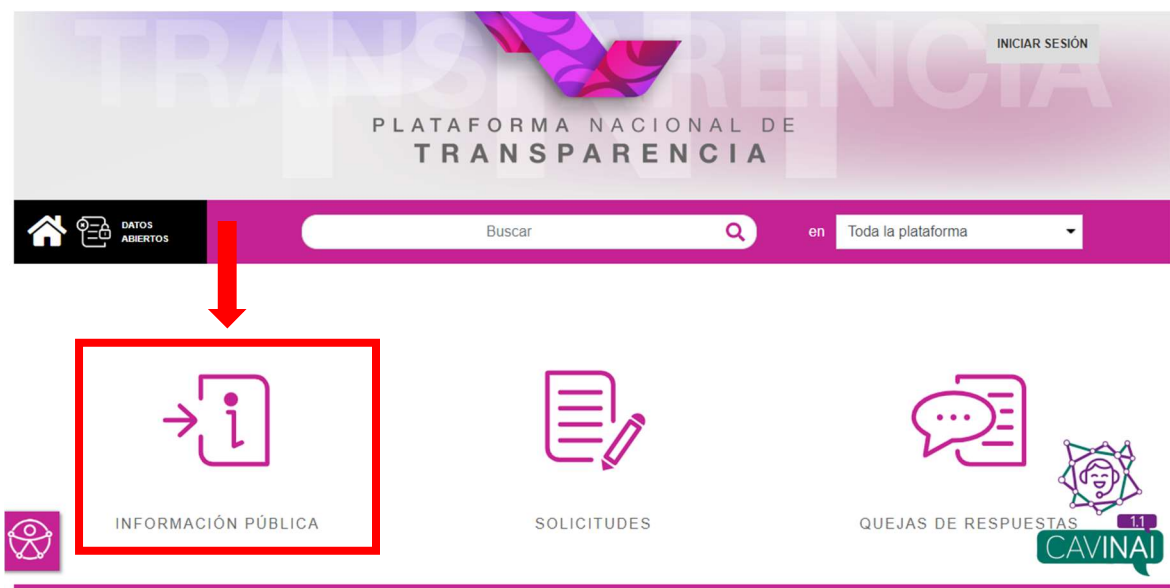 TRANSPARENCIA
INICIAR SESIÓN
PLATAFORMA NACIONAL DE
TRANSPARENCIA
DATOS
ABIERTOS
Buscar
en
Toda la plataforma
INFORMACIÓN PÚBLICA
SOLICITUDES
QUEJAS DE RESPUESTAS
1.1
CAVINAI